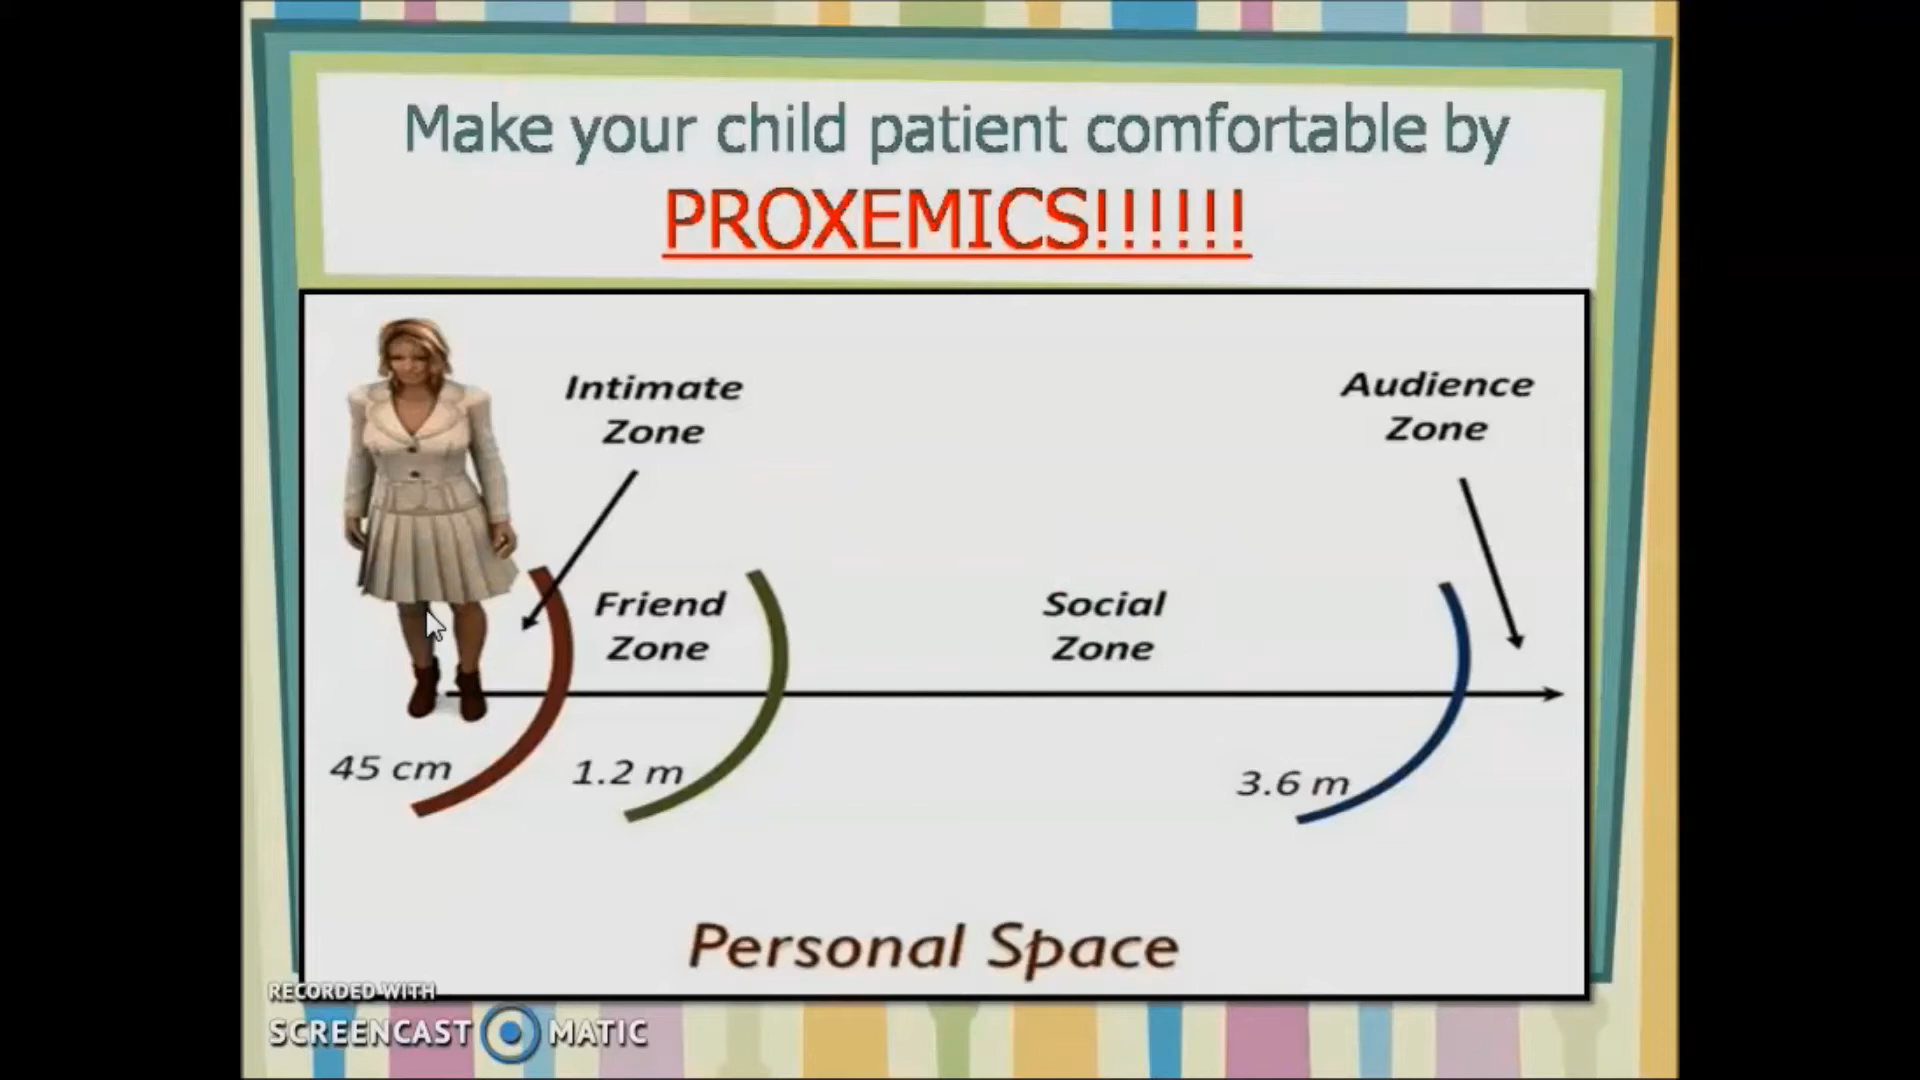 Make your child patient comfortable by
PROXEMICS!!!!!!
Intimate
Zone
Audience
Zone
Friend
Zone
Social
Zone
45 cm
1.2 m
3.6 m
Personal Space
RECORDED WITH
SCREENCAST MATIC